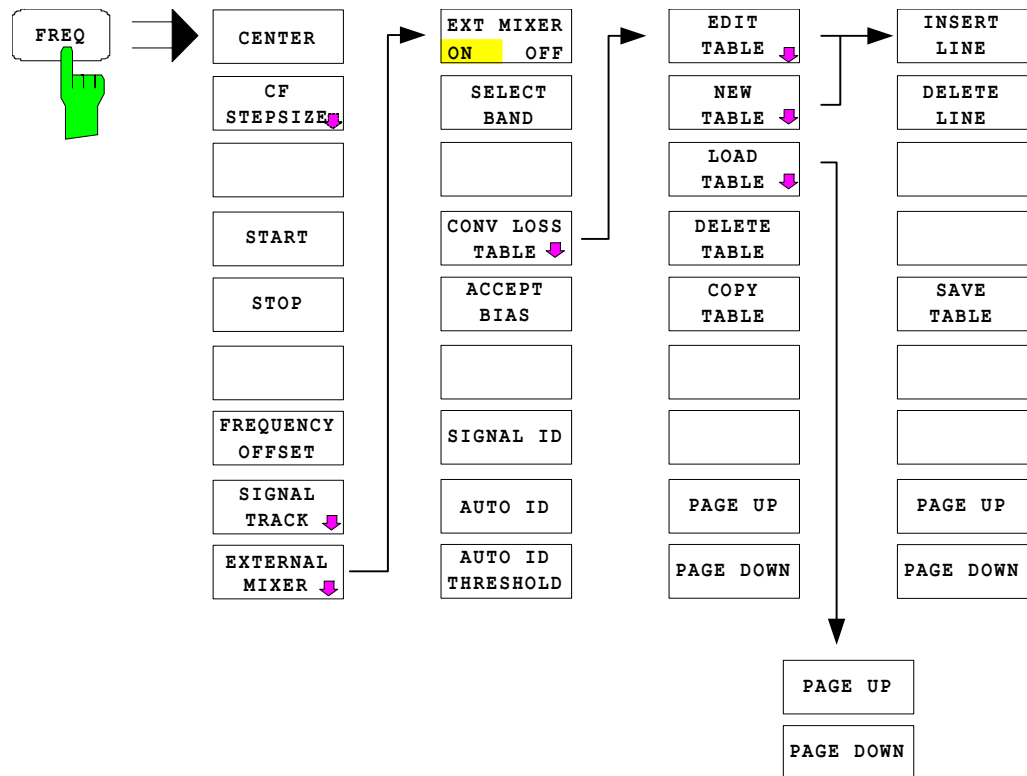 FREQ
CENTER
CF
STEPSIZE
START
STOP
FREQUENCY
OFFSET
SIGNAL
TRACK
EXTERNAL
MIXER
EXT MIXER
ON OFF
SELECT
BAND
CONV LOSS
TABLE
ACCEPT
BIAS
SIGNAL ID
AUTO ID
AUTO ID
THRESHOLD
EDIT
TABLE
NEW
TABLE
LOAD
TABLE
DELETE
TABLE
COPY
TABLE
PAGE UP
PAGE DOWN
INSERT
LINE
DELETE
LINE
SAVE
TABLE
PAGE UP
PAGE DOWN
PAGE UP
PAGE DOWN